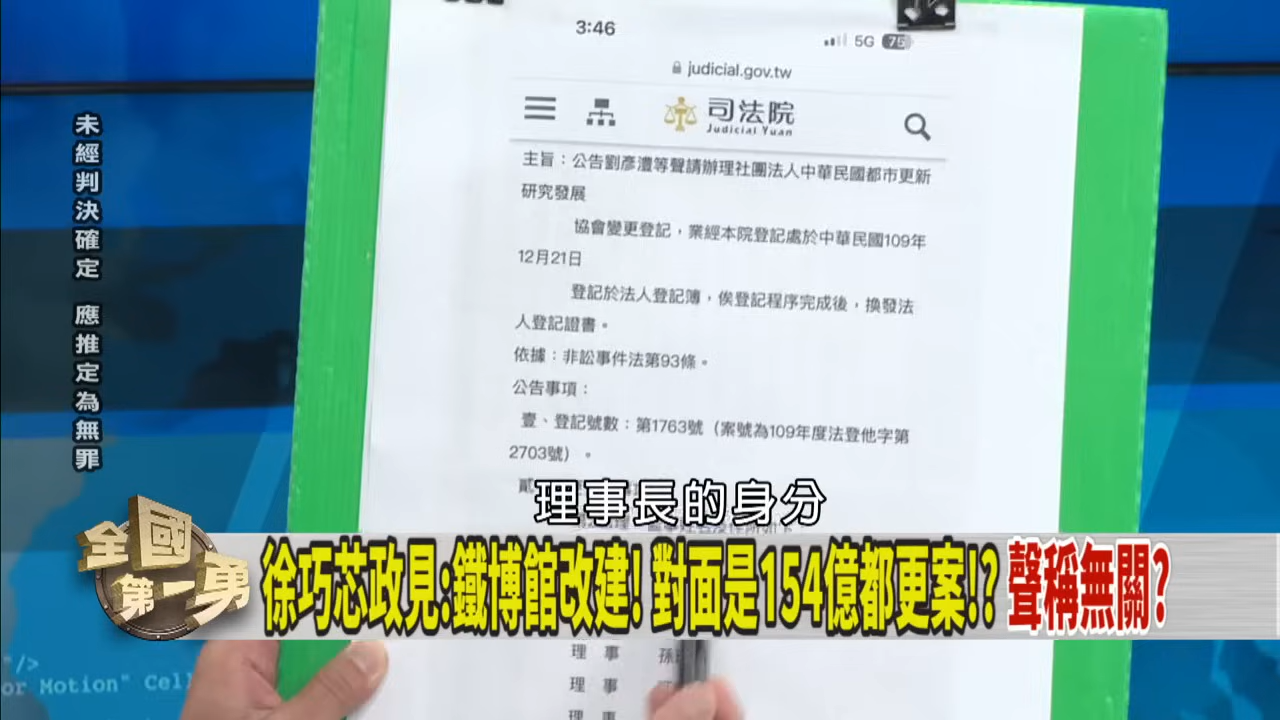 3:46
5G 75
judicial.gov.tw
司法院
Judicial Yuan
主旨：公告劉彥澧等聲請辦理社團法人中華民國都市更新
研究發展
協會變更登記，業經本院登記處於中華民國109年
12月21日
登記於法人登記簿，俟登記程序完成後，換發法
人登記證書。
依據：非訟事件法第93條。
公告事項：
壹、登記號數：第1763號（案號為109年度法登他字第
2703號）。
貳
理事長的身分
未經判決確定 應推定為無罪
全國
第一勇
徐巧芯政見:鐵博館改建! 對面是154億都更案!? 聲稱無關?
理 事 孫
理 事
理 事
"/>
or Motion" Cell